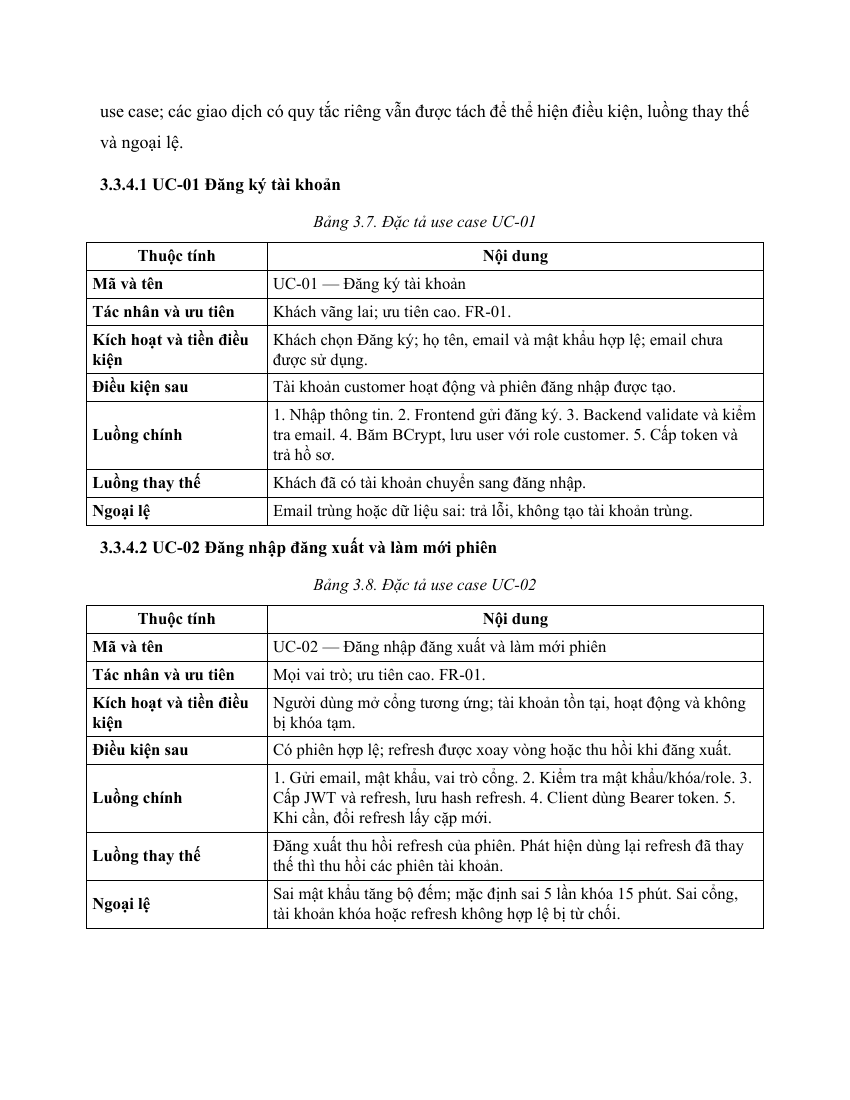 use case; các giao dịch có quy tắc riêng vẫn được tách để thể hiện điều kiện, luồng thay thế
và ngoại lệ.
3.3.4.1 UC-01 Đăng ký tài khoản
Bảng 3.7. Đặc tả use case UC-01
Thuộc tính Nội dung
Mã và tên UC-01 — Đăng ký tài khoản
Tác nhân và ưu tiên Khách vãng lai; ưu tiên cao. FR-01.
Kích hoạt và tiền điều
kiện
Khách chọn Đăng ký; họ tên, email và mật khẩu hợp lệ; email chưa
được sử dụng.
Điều kiện sau Tài khoản customer hoạt động và phiên đăng nhập được tạo.
Luồng chính
1. Nhập thông tin. 2. Frontend gửi đăng ký. 3. Backend validate và kiểm
tra email. 4. Băm BCrypt, lưu user với role customer. 5. Cấp token và
trả hồ sơ.
Luồng thay thế Khách đã có tài khoản chuyển sang đăng nhập.
Ngoại lệ Email trùng hoặc dữ liệu sai: trả lỗi, không tạo tài khoản trùng.
3.3.4.2 UC-02 Đăng nhập đăng xuất và làm mới phiên
Bảng 3.8. Đặc tả use case UC-02
Thuộc tính Nội dung
Mã và tên UC-02 — Đăng nhập đăng xuất và làm mới phiên
Tác nhân và ưu tiên Mọi vai trò; ưu tiên cao. FR-01.
Kích hoạt và tiền điều
kiện
Người dùng mở cổng tương ứng; tài khoản tồn tại, hoạt động và không
bị khóa tạm.
Điều kiện sau Có phiên hợp lệ; refresh được xoay vòng hoặc thu hồi khi đăng xuất.
Luồng chính
1. Gửi email, mật khẩu, vai trò cổng. 2. Kiểm tra mật khẩu/khóa/role. 3.
Cấp JWT và refresh, lưu hash refresh. 4. Client dùng Bearer token. 5.
Khi cần, đổi refresh lấy cặp mới.
Luồng thay thế
Đăng xuất thu hồi refresh của phiên. Phát hiện dùng lại refresh đã thay
thế thì thu hồi các phiên tài khoản.
Ngoại lệ
Sai mật khẩu tăng bộ đếm; mặc định sai 5 lần khóa 15 phút. Sai cổng,
tài khoản khóa hoặc refresh không hợp lệ bị từ chối.